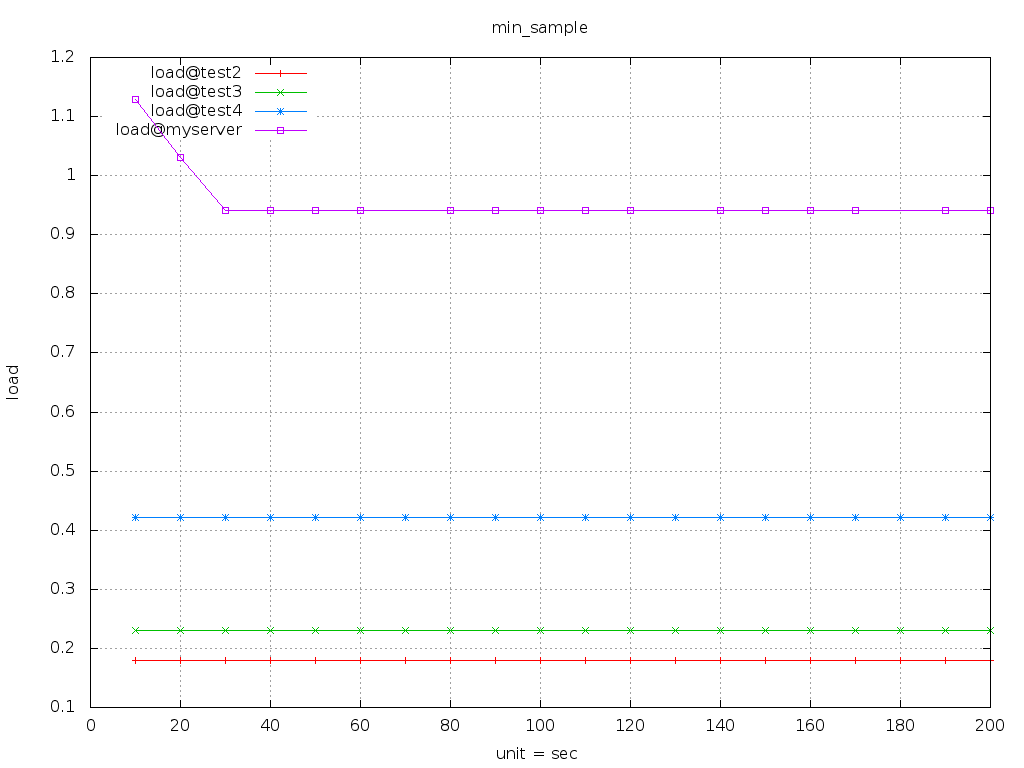 min_sample
1.2
load@test2
load@test3
load@test4
1.1
load@myserver
1
0.9
0.8
0.7
load
0.6
0.5
0.4
0.3
0.2
0.1
0 20 40 60 80 100 120 140 160 180 200
unit = sec